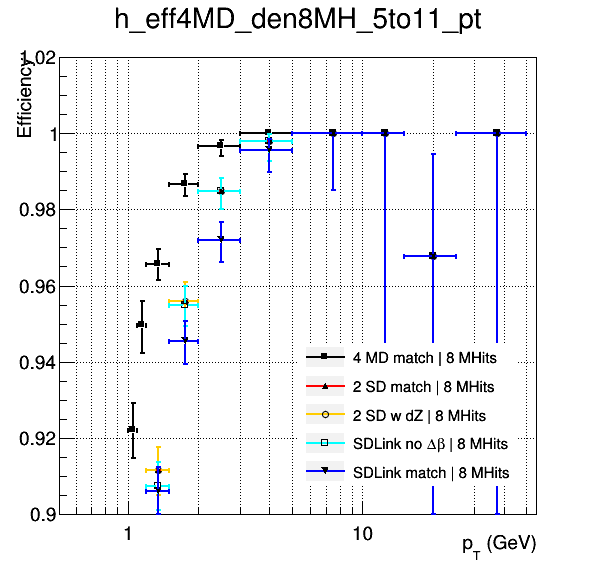 h_eff4MD_den8MH_5to11_pt
Efficiency
1.02
1
0.98
0.96
0.94
0.92
0.9
4 MD match | 8 MHits
2 SD match | 8 MHits
2 SD w dZ | 8 MHits
SDLink no Δβ | 8 MHits
SDLink match | 8 MHits
1
10
p_T (GeV)